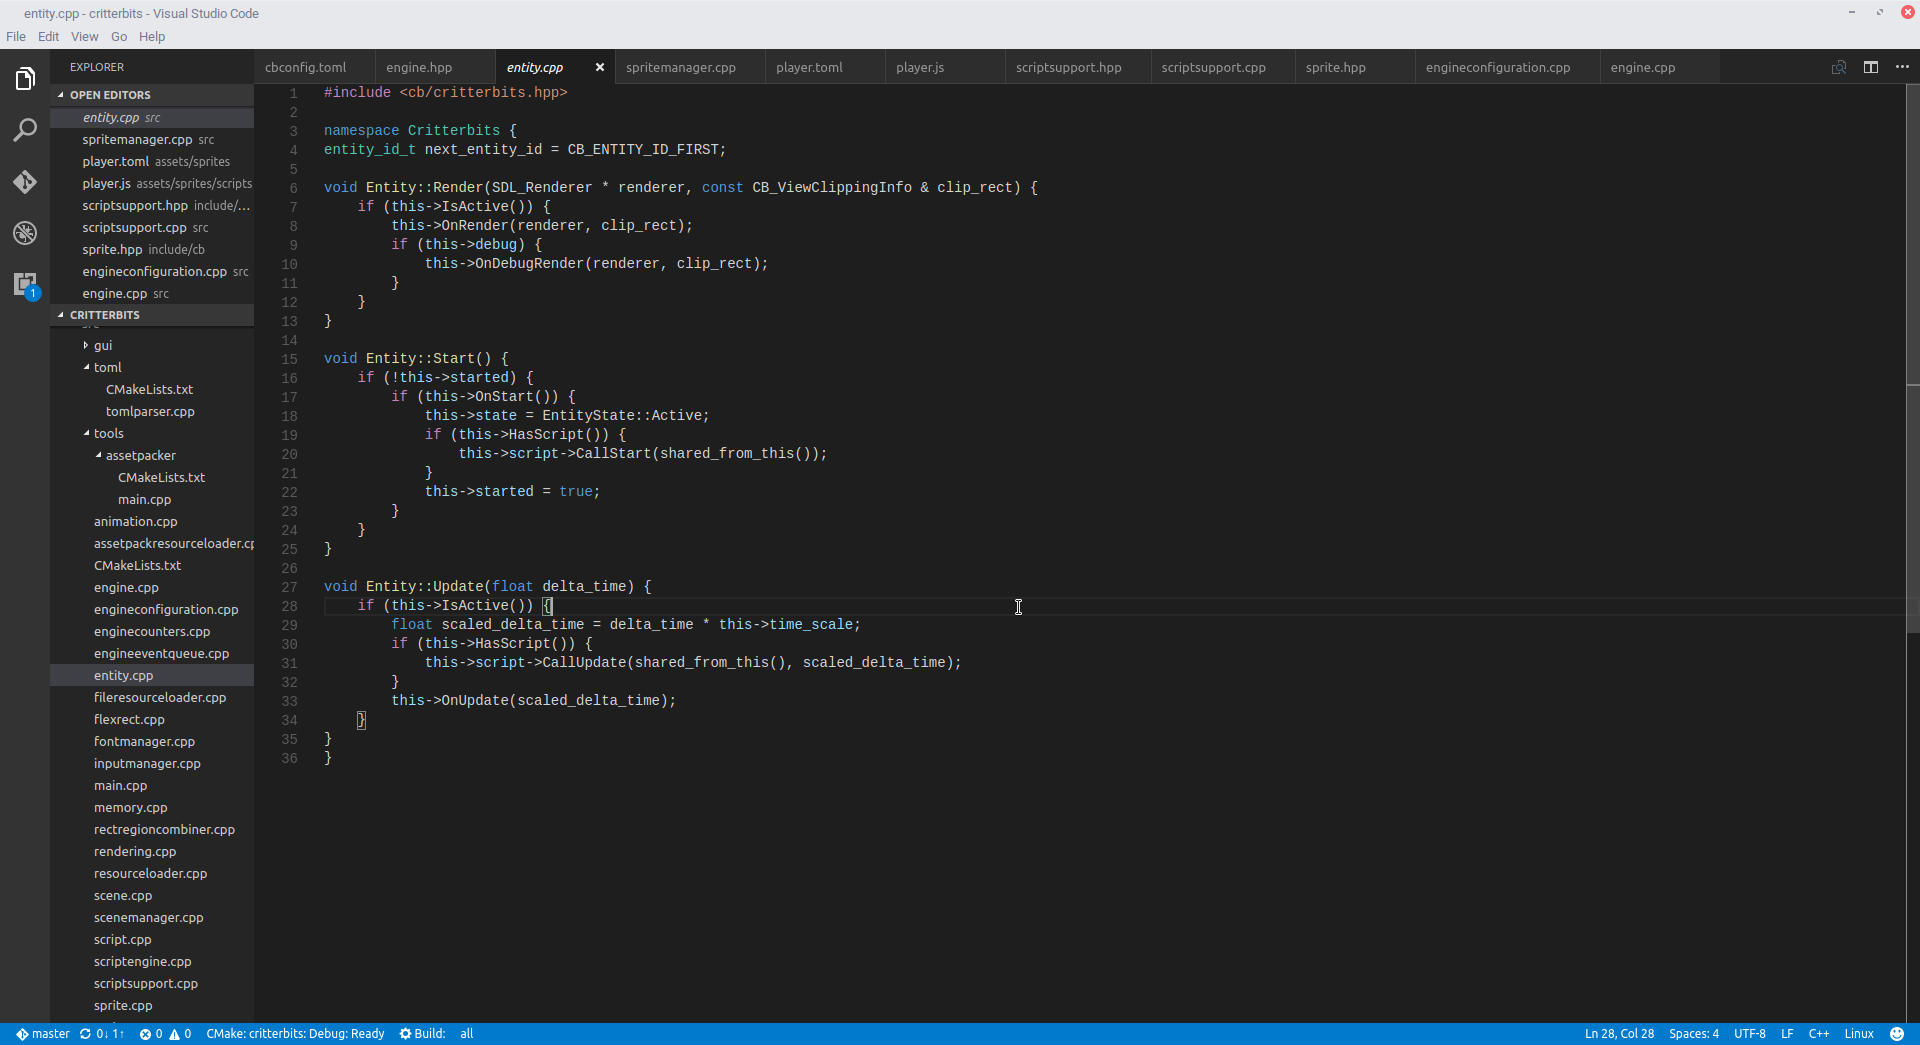 entity.cpp - critterbits - Visual Studio Code
File Edit View Go Help
EXPLORER
OPEN EDITORS
entity.cpp src
spritemanager.cpp src
player.toml assets/sprites
player.js assets/sprites/scripts
scriptsupport.hpp include/...
scriptsupport.cpp src
sprite.hpp include/cb
engineconfiguration.cpp src
engine.cpp src
CRITTERBITS
gui
toml
CMakeLists.txt
tomlparser.cpp
tools
assetpacker
CMakeLists.txt
main.cpp
animation.cpp
assetpackresourceloader.cp
CMakeLists.txt
engine.cpp
engineconfiguration.cpp
enginecounters.cpp
engineeventqueue.cpp
entity.cpp
fileresourceloader.cpp
flexrect.cpp
fontmanager.cpp
inputmanager.cpp
main.cpp
memory.cpp
rectregioncombiner.cpp
rendering.cpp
resourceloader.cpp
scene.cpp
scenemanager.cpp
script.cpp
scriptengine.cpp
scriptsupport.cpp
sprite.cpp
1
cbconfig.toml engine.hpp entity.cpp spritemanager.cpp player.toml player.js scriptsupport.hpp scriptsupport.cpp sprite.hpp engineconfiguration.cpp engine.cpp
1 #include <cb/critterbits.hpp>
2
3 namespace Critterbits {
4 entity_id_t next_entity_id = CB_ENTITY_ID_FIRST;
5
6 void Entity::Render(SDL_Renderer * renderer, const CB_ViewClippingInfo & clip_rect) {
7     if (this->IsActive()) {
8         this->OnRender(renderer, clip_rect);
9         if (this->debug) {
10             this->OnDebugRender(renderer, clip_rect);
11         }
12     }
13 }
14
15 void Entity::Start() {
16     if (!this->started) {
17         if (this->OnStart()) {
18             this->state = EntityState::Active;
19             if (this->HasScript()) {
20                 this->script->CallStart(shared_from_this());
21             }
22             this->started = true;
23         }
24     }
25 }
26
27 void Entity::Update(float delta_time) {
28     if (this->IsActive()) {
29         float scaled_delta_time = delta_time * this->time_scale;
30         if (this->HasScript()) {
31             this->script->CallUpdate(shared_from_this(), scaled_delta_time);
32         }
33         this->OnUpdate(scaled_delta_time);
34     }
35 }
36 }
master 0↓ 1↑ 0 0 CMake: critterbits: Debug: Ready Build: all Ln 28, Col 28 Spaces: 4 UTF-8 LF C++ Linux